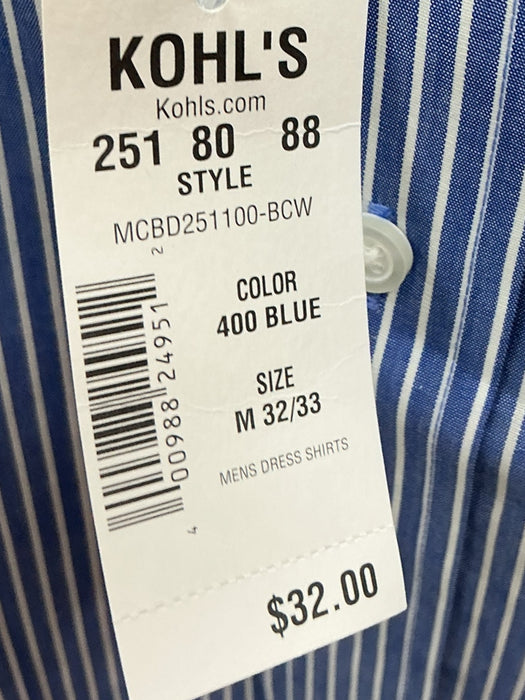 KOHL'S
Kohls.com
251 80 88
STYLE
MCBD251100-BCW
COLOR
400 BLUE
SIZE
M 32/33
MENS DRESS SHIRTS
4 00988 24951 2
$32.00